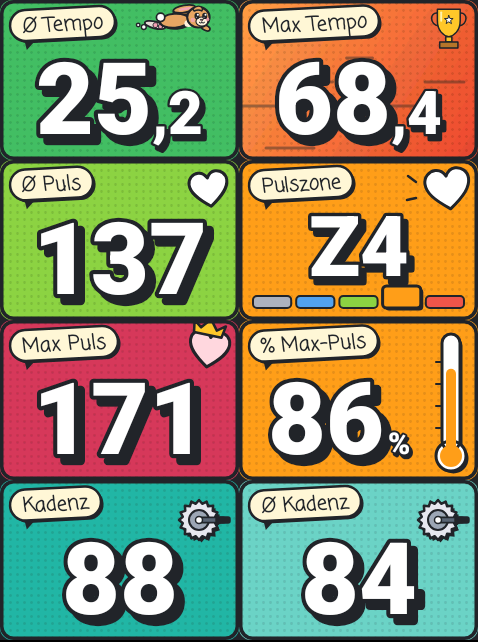 Ø Tempo
25,2
Max Tempo
68,4
Ø Puls
137
Pulszone
Z4
Max Puls
171
% Max-Puls
86%
Kadenz
88
Ø Kadenz
84